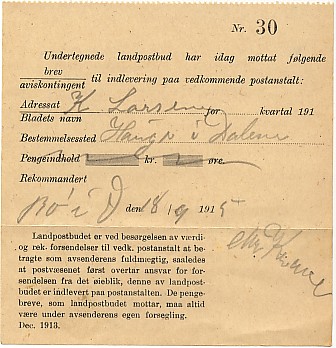 Nr. 30
Undertegnede landpostbud har idag mottat følgende
brev
aviskontingent til indlevering paa vedkommende postanstalt:
Adressat K Larsen for kvartal 191
Bladets navn
Bestemmelsessted Hauge i Dalene
Pengeindhold kr. øre.
Rekommandert
Bö i den 18/9 1915
Landpostbudet er ved besørgelsen av værdi-
og rek. forsendelser til vedk. postanstalt at be-
tragte som avsenderens fuldmægtig, saaledes
at postvæsenet først overtar ansvar for for-
sendelsen fra det øieblik, denne av landpost-
budet er indlevert paa postanstalten. De penge-
breve, som landpostbudet mottar, maa altid
være under avsenderens egen forsegling.
Dec. 1913.